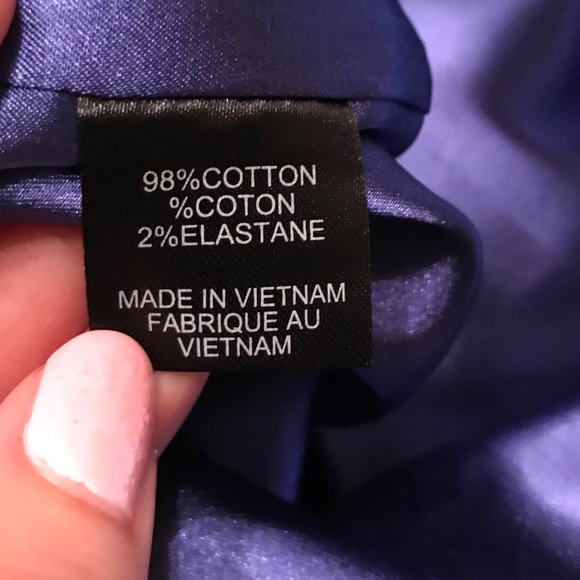 98%COTTON
%COTON
2%ELASTANE
MADE IN VIETNAM
FABRIQUE AU
VIETNAM